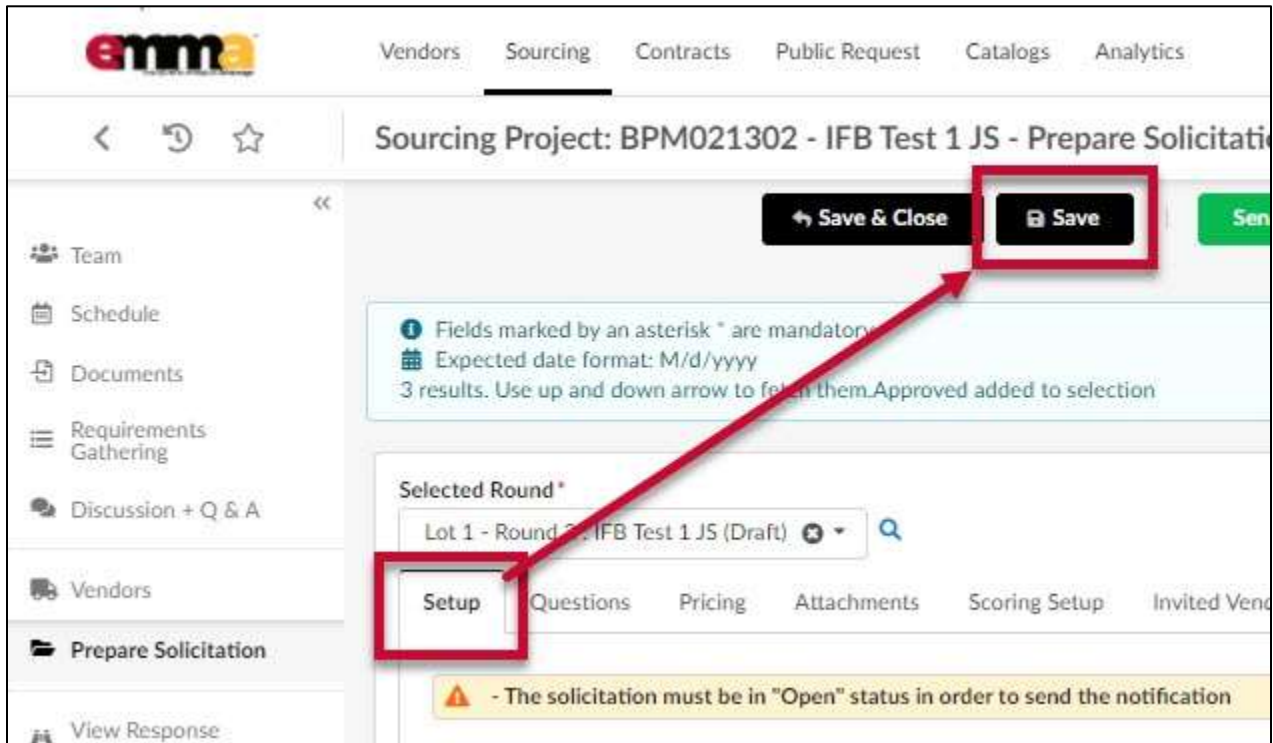 emma
Vendors Sourcing Contracts Public Request Catalogs Analytics
Sourcing Project: BPM021302 - IFB Test 1 JS - Prepare Solicitati
Save & Close Save Sen
Team
Schedule
Documents
Requirements
Gathering
Discussion + Q & A
Vendors
Prepare Solicitation
View Response
Fields marked by an asterisk * are mandatory
Expected date format: M/d/yyyy
3 results. Use up and down arrow to fetch them.Approved added to selection
Selected Round*
Lot 1 - Round : IFB Test 1 JS (Draft)
Setup Questions Pricing Attachments Scoring Setup Invited Vend
- The solicitation must be in "Open" status in order to send the notification